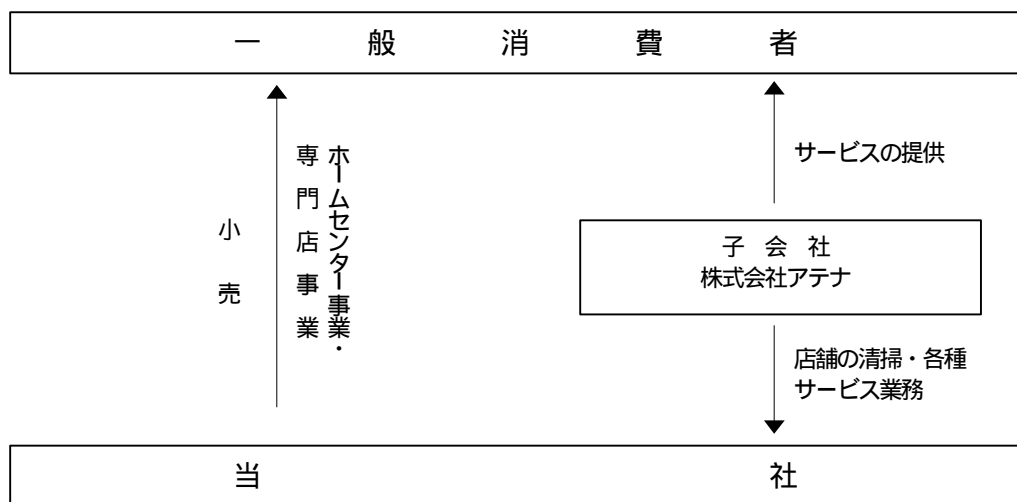 一般消費者
小売
ホームセンター事業・
専門店事業
サービスの提供
子会社
株式会社アテナ
店舗の清掃・各種
サービス業務
当社